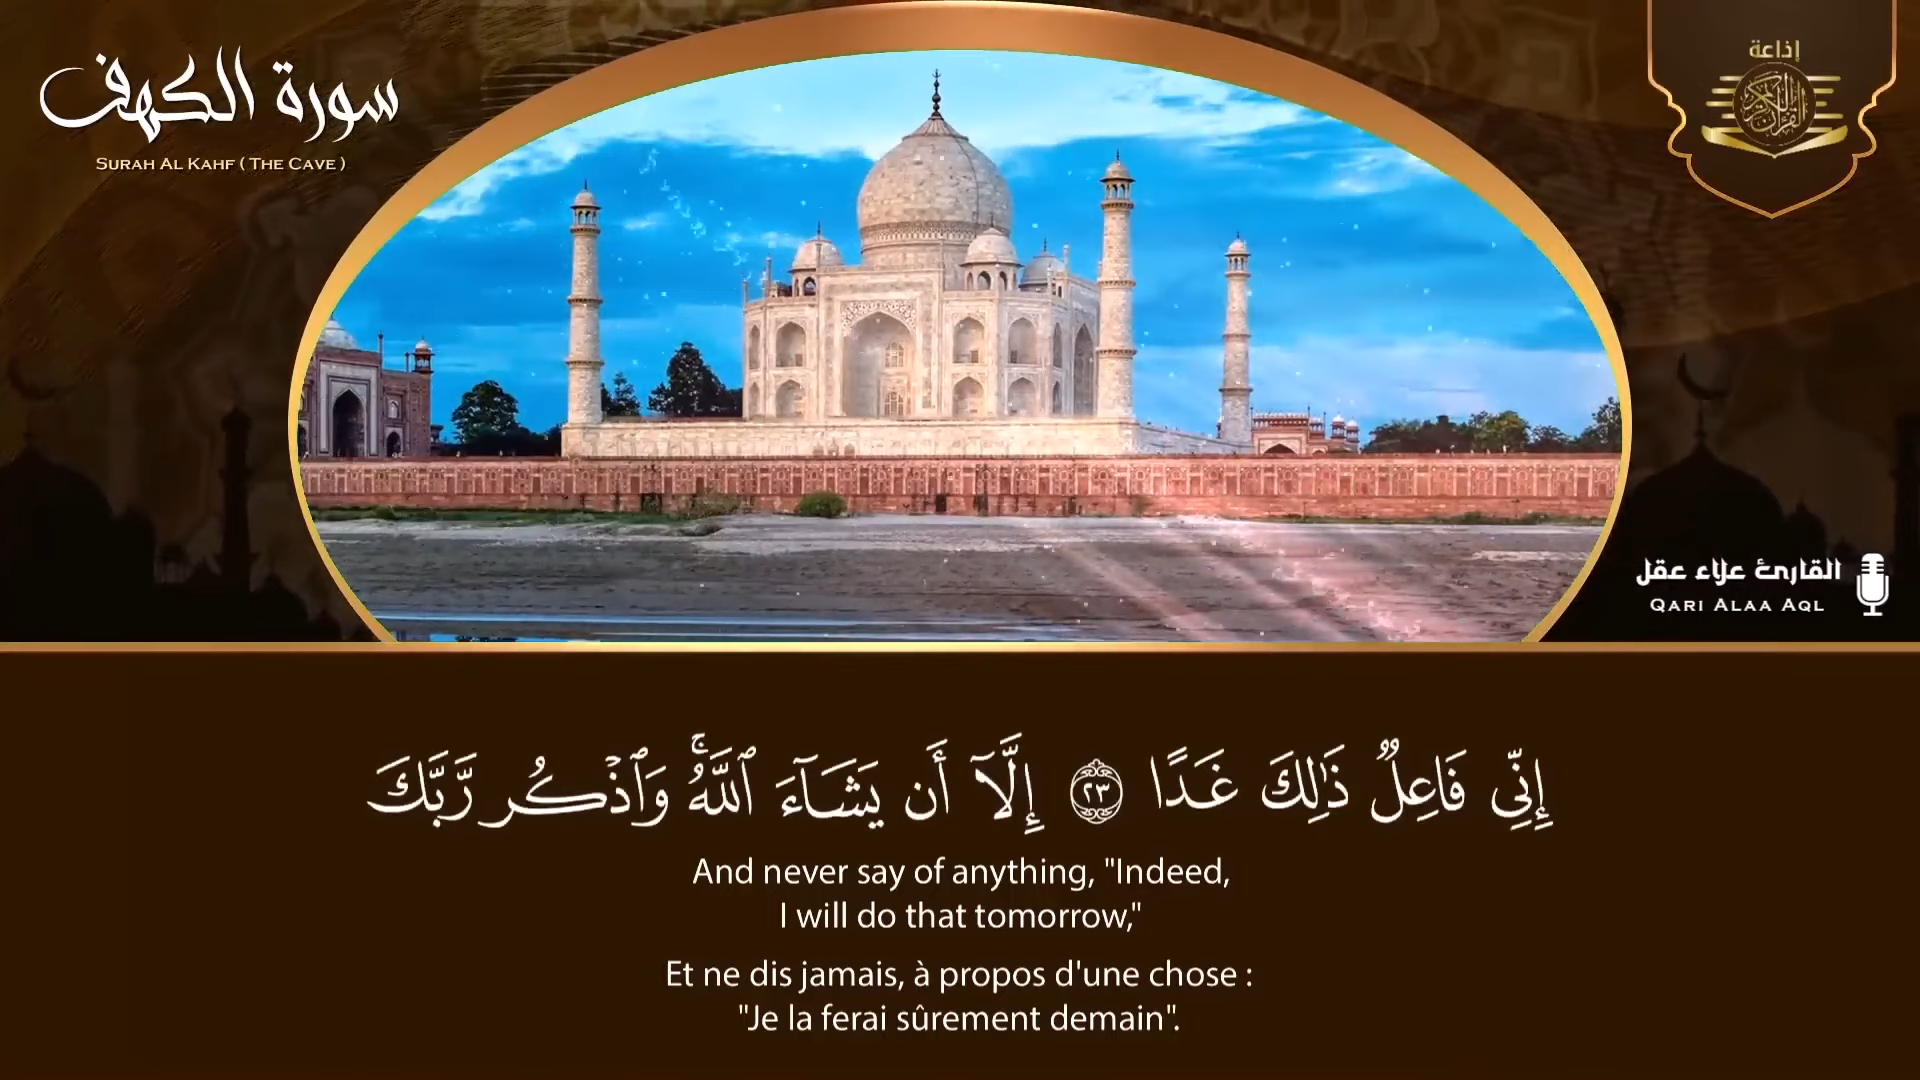 سورة الكهف
SURAH AL KAHF ( THE CAVE )
إذاعة
القرآن الكريم
القارئ علاء عقل
QARI ALAA AQL
إِنِّي فَاعِلٌ ذَٰلِكَ غَدًا ٢٣ إِلَّآ أَن يَشَآءَ ٱللَّهُۚ وَٱذْكُر رَّبَّكَ
And never say of anything, "Indeed,
I will do that tomorrow,"
Et ne dis jamais, à propos d'une chose :
"Je la ferai sûrement demain".